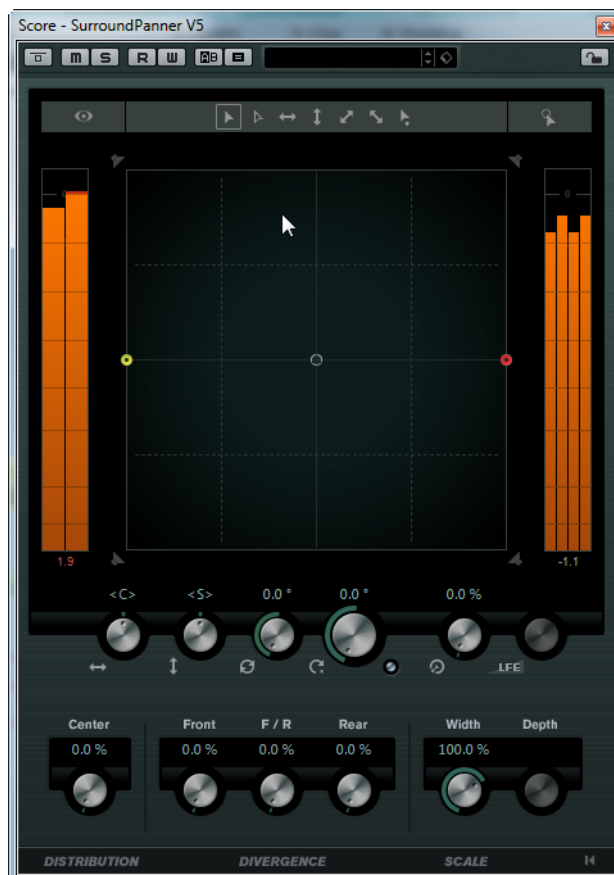 Score - SurroundPanner V5
M S R W AB
0 0
1.9 -1.1
<C> <S> 0.0 ° 0.0 ° 0.0 %
LFE
Center Front F / R Rear Width Depth
0.0 % 0.0 % 0.0 % 0.0 % 100.0 %
DISTRIBUTION DIVERGENCE SCALE